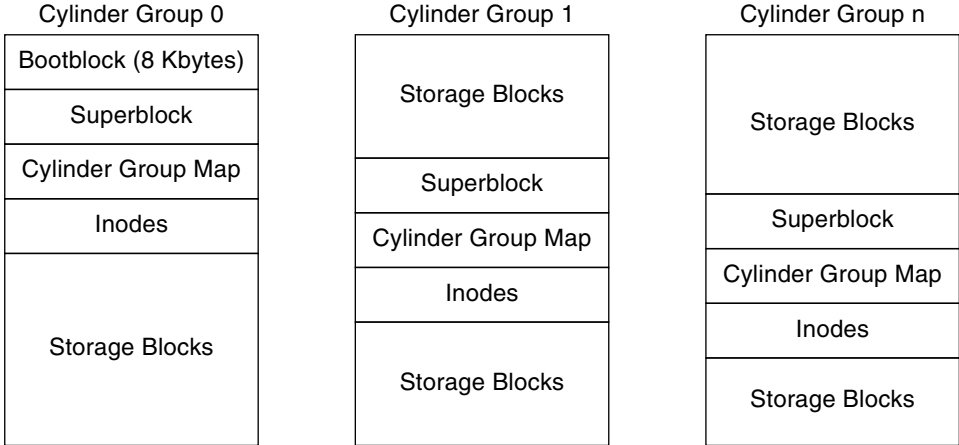 Cylinder Group 0
Bootblock (8 Kbytes)
Superblock
Cylinder Group Map
Inodes
Storage Blocks
Cylinder Group 1
Storage Blocks
Superblock
Cylinder Group Map
Inodes
Storage Blocks
Cylinder Group n
Storage Blocks
Superblock
Cylinder Group Map
Inodes
Storage Blocks